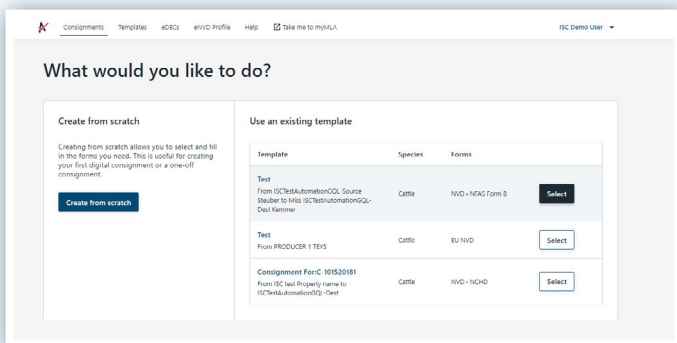 Consignments Templates eDECs eNVD Profile Help Take me to myMLA ISC Demo User
What would you like to do?
Create from scratch
Creating from scratch allows you to select and fill
in the forms you need. This is useful for creating
your first digital consignment or a one-off
consignment.
Create from scratch
Use an existing template
Template Species Forms
Test
From ISCTestAutomationGQL-Source
Steuber to Miss ISCTestAutomationGQL-
Dest Kemmer
Cattle NVD • NFAS Form B Select
Test
From PRODUCER 1 TEYS
Cattle EU NVD Select
Consignment For:C-101520181
From ISC test Property name to
ISCTestAutomationGQL-Dest
Cattle NVD • NCHD Select